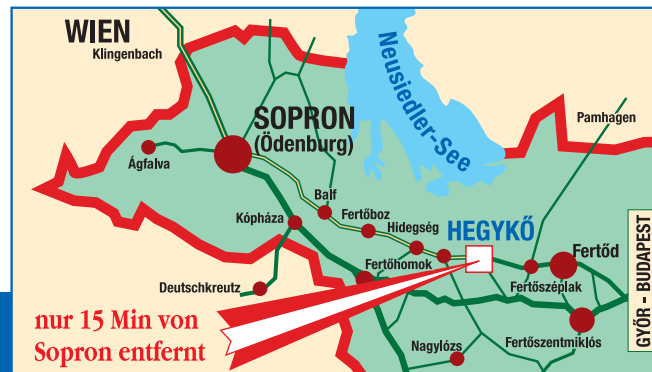 WIEN
Klingenbach
Neusiedler-See
SOPRON
(Ödenburg)
Pamhagen
Ágfalva
Balf
Kópháza
Fertőboz
Hidegség
HEGYKŐ
Fertőd
Fertőhomok
Fertőszéplak
Deutschkreutz
GYŐR - BUDAPEST
nur 15 Min von
Sopron entfernt
Nagylózs
Fertőszentmiklós